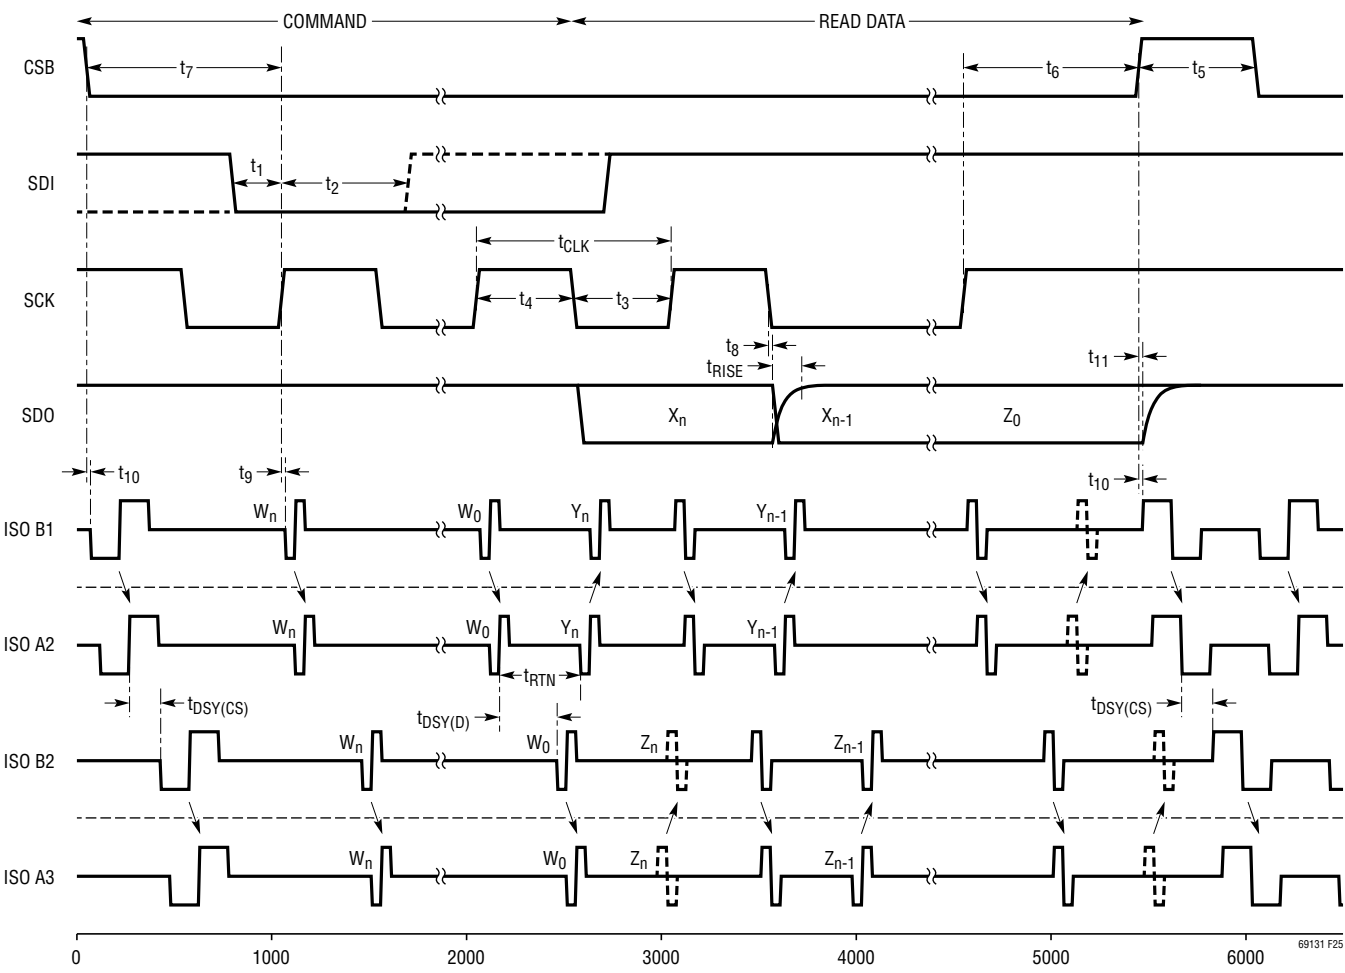 COMMAND READ DATA
CSB t7 t6 t5
SDI t1 t2
tCLK
SCK t4 t3
t8 t11
tRISE
SDO Xn Xn-1 Z0
t10 t9 t10
Wn W0 Yn Yn-1
ISO B1
Wn W0 Yn Yn-1
ISO A2
tRTN
tDSY(CS) tDSY(D) tDSY(CS)
Wn W0 Zn Zn-1
ISO B2
Wn W0 Zn Zn-1
ISO A3
69131 F25
0 1000 2000 3000 4000 5000 6000